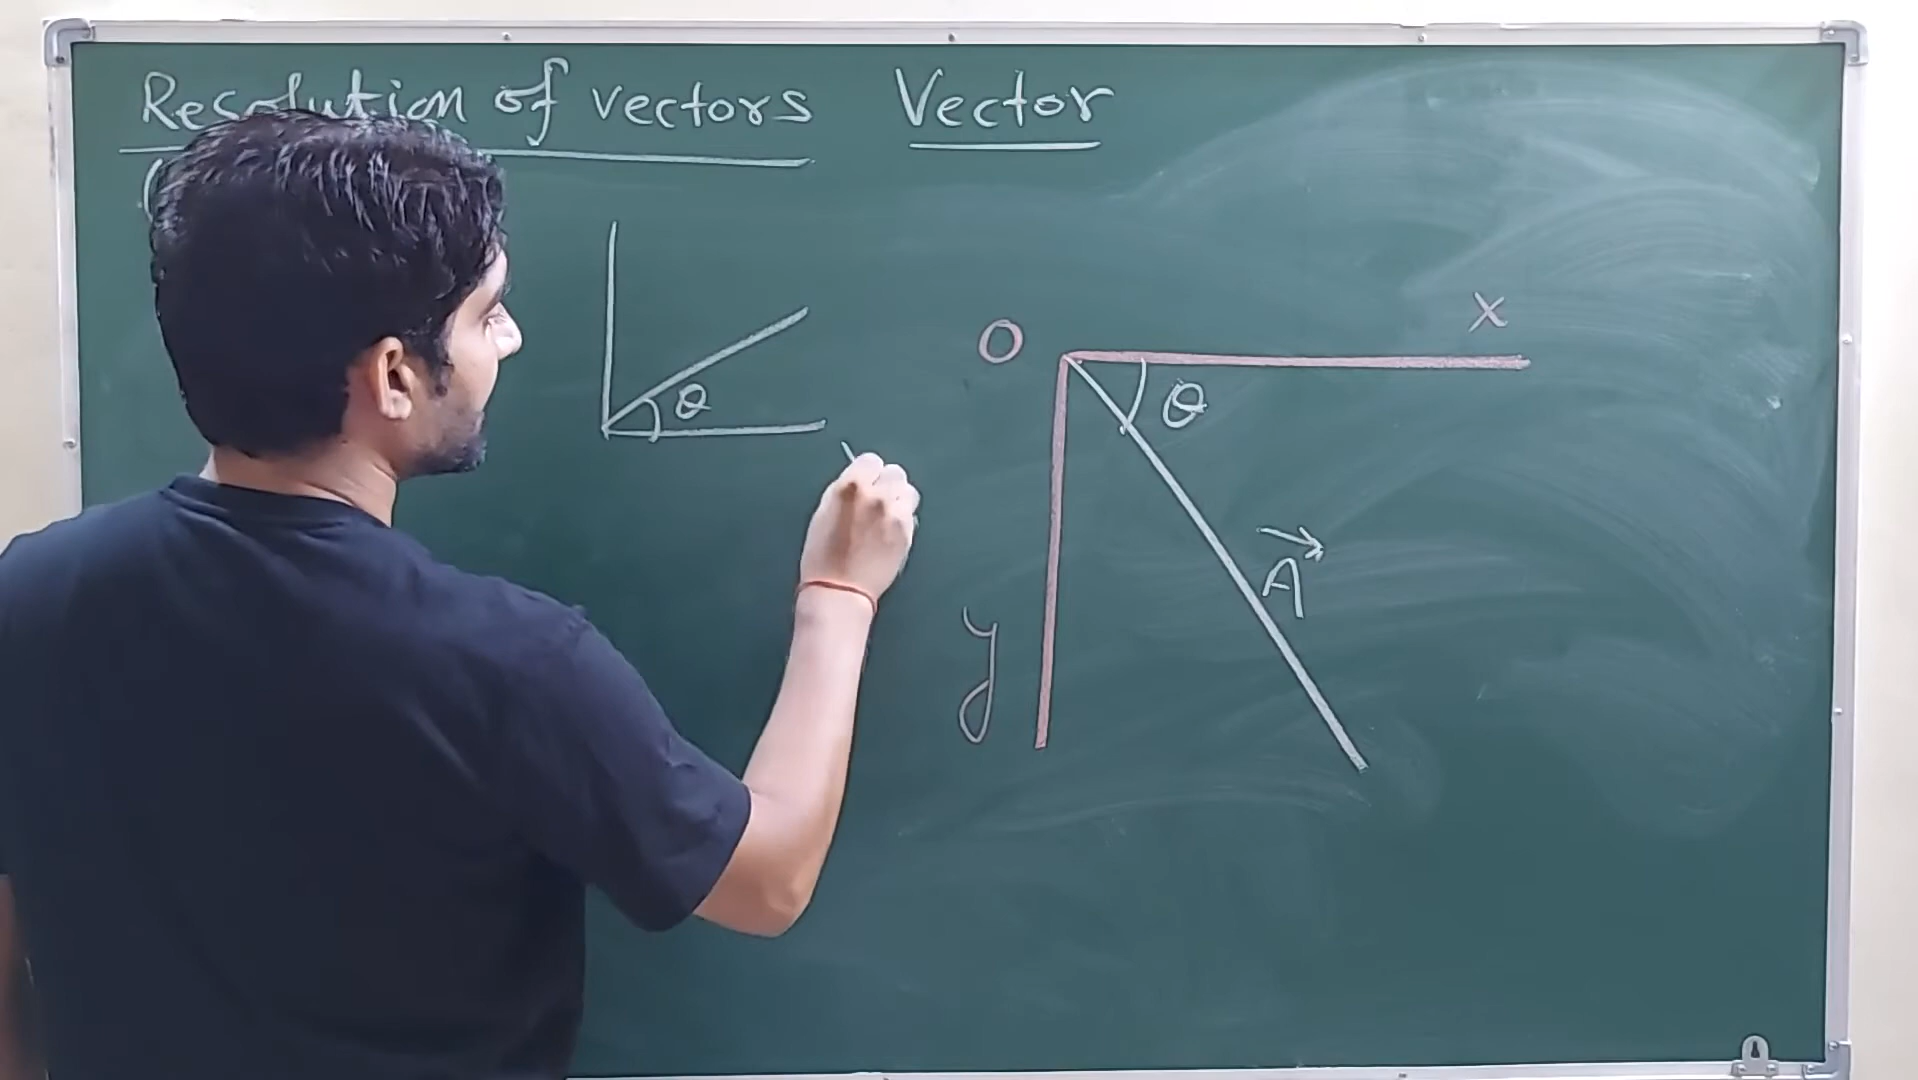 Resolution of vectors Vector
(
θ
O
x
θ
A
y